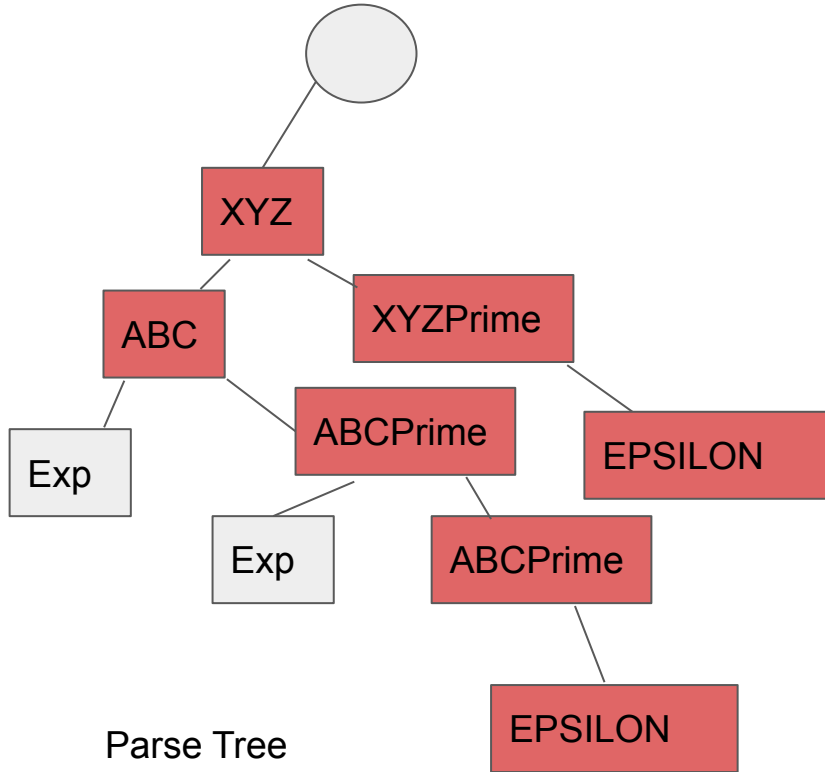 XYZ
XYZPrime
ABC
ABCPrime
EPSILON
Exp
Exp
ABCPrime
EPSILON
Parse Tree